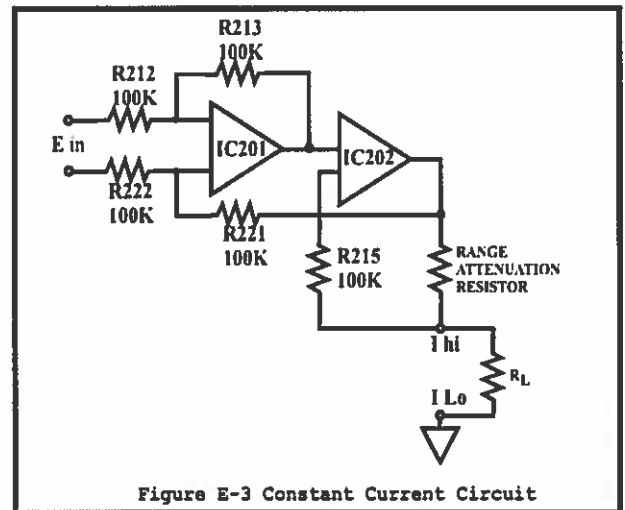 R213
100K
R212
100K
E in
IC201
IC202
R222
100K
R221
100K
R215
100K
RANGE
ATTENUATION
RESISTOR
I hi
R_L
I Lo
Figure E-3 Constant Current Circuit